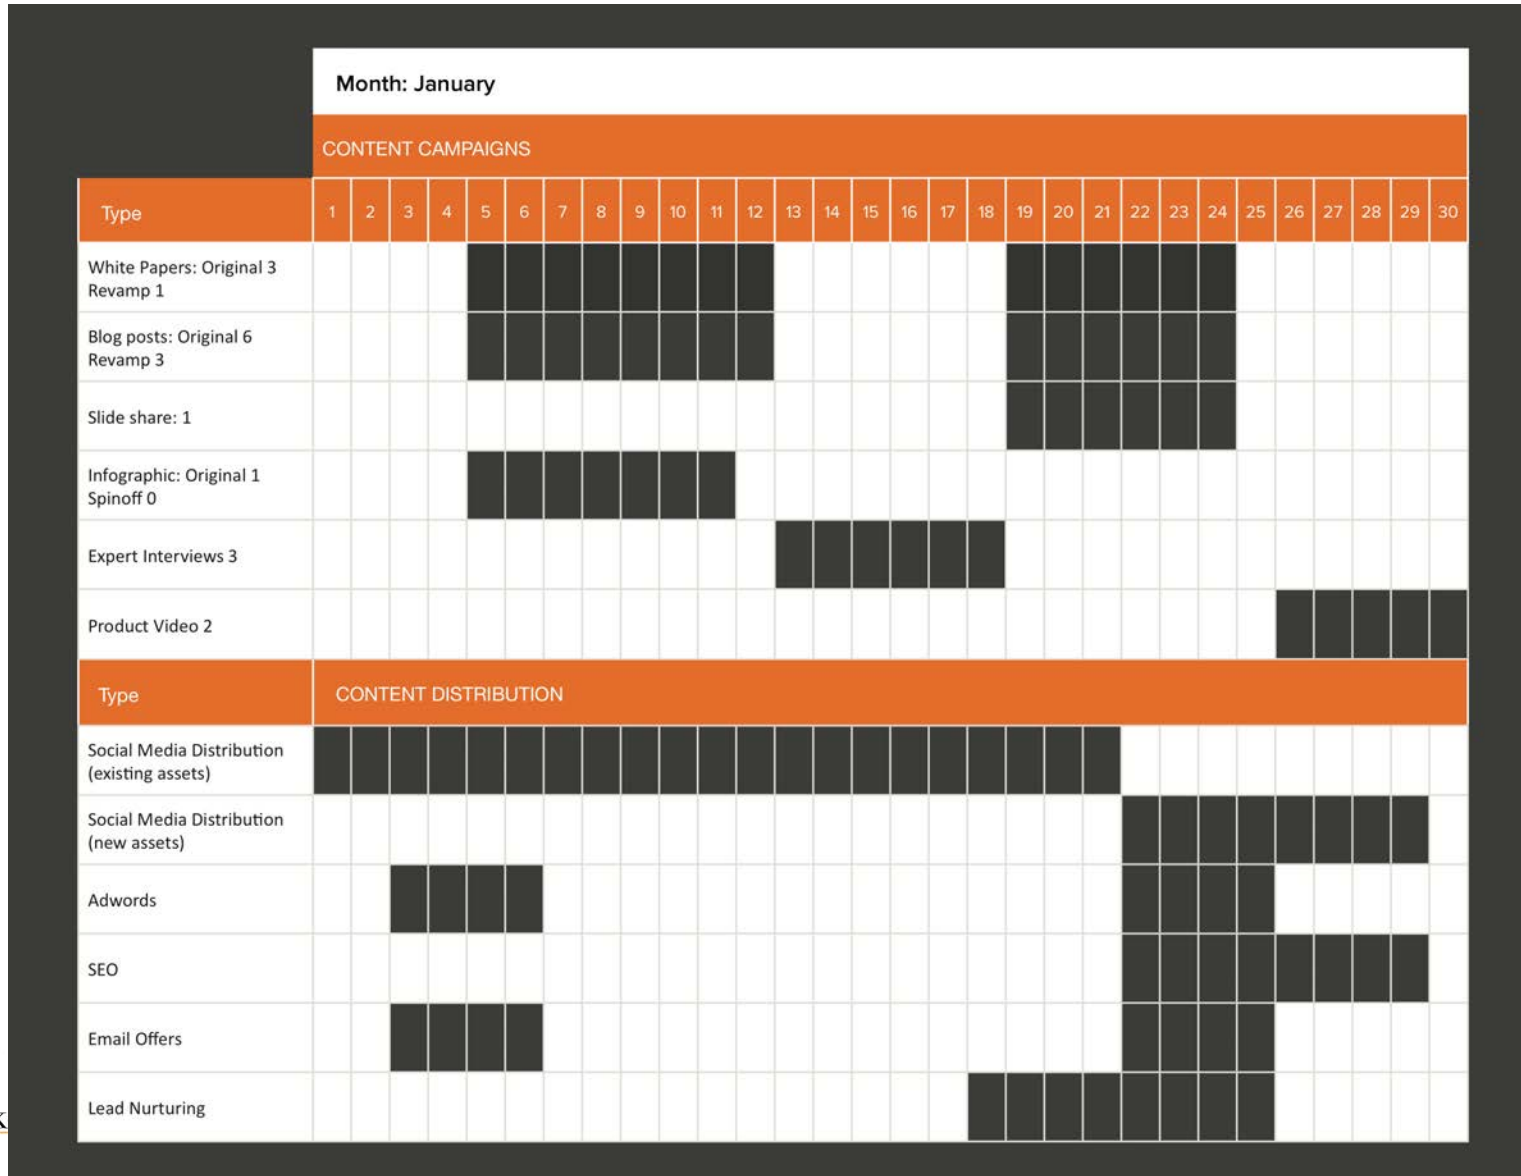 Month: January
CONTENT CAMPAIGNS
Type 1 2 3 4 5 6 7 8 9 10 11 12 13 14 15 16 17 18 19 20 21 22 23 24 25 26 27 28 29 30
White Papers: Original 3
Revamp 1
Blog posts: Original 6
Revamp 3
Slide share: 1
Infographic: Original 1
Spinoff 0
Expert Interviews 3
Product Video 2
Type CONTENT DISTRIBUTION
Social Media Distribution
(existing assets)
Social Media Distribution
(new assets)
Adwords
SEO
Email Offers
Lead Nurturing